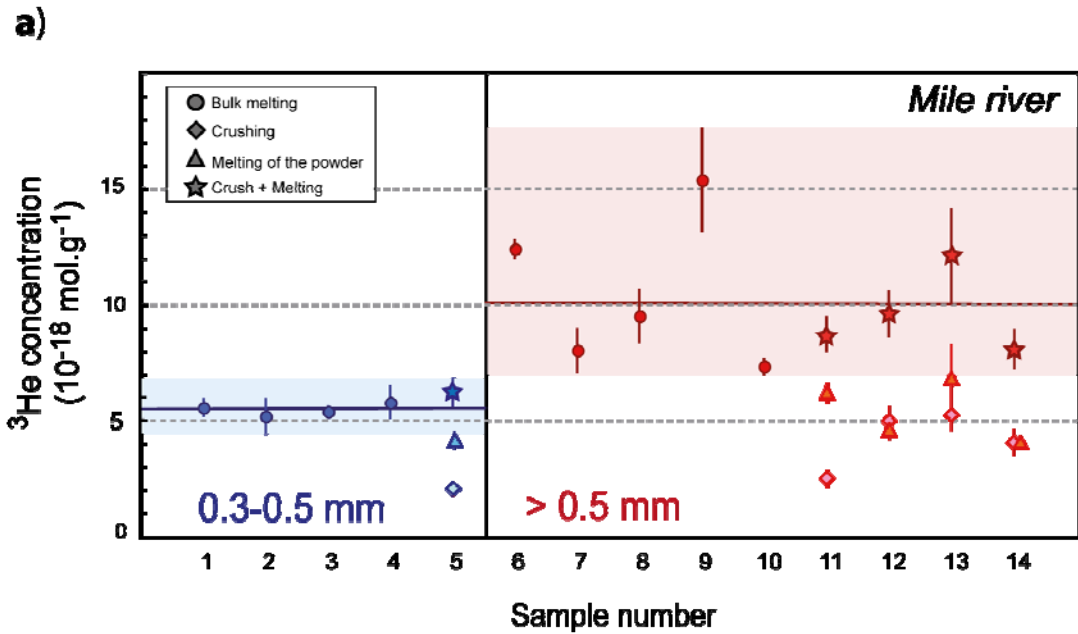 a)
Mile river
Bulk melting
Crushing
Melting of the powder
Crush + Melting
³He concentration
(10⁻¹⁸ mol.g⁻¹)
15
10
5
0
0.3-0.5 mm
> 0.5 mm
1 2 3 4 5 6 7 8 9 10 11 12 13 14
Sample number